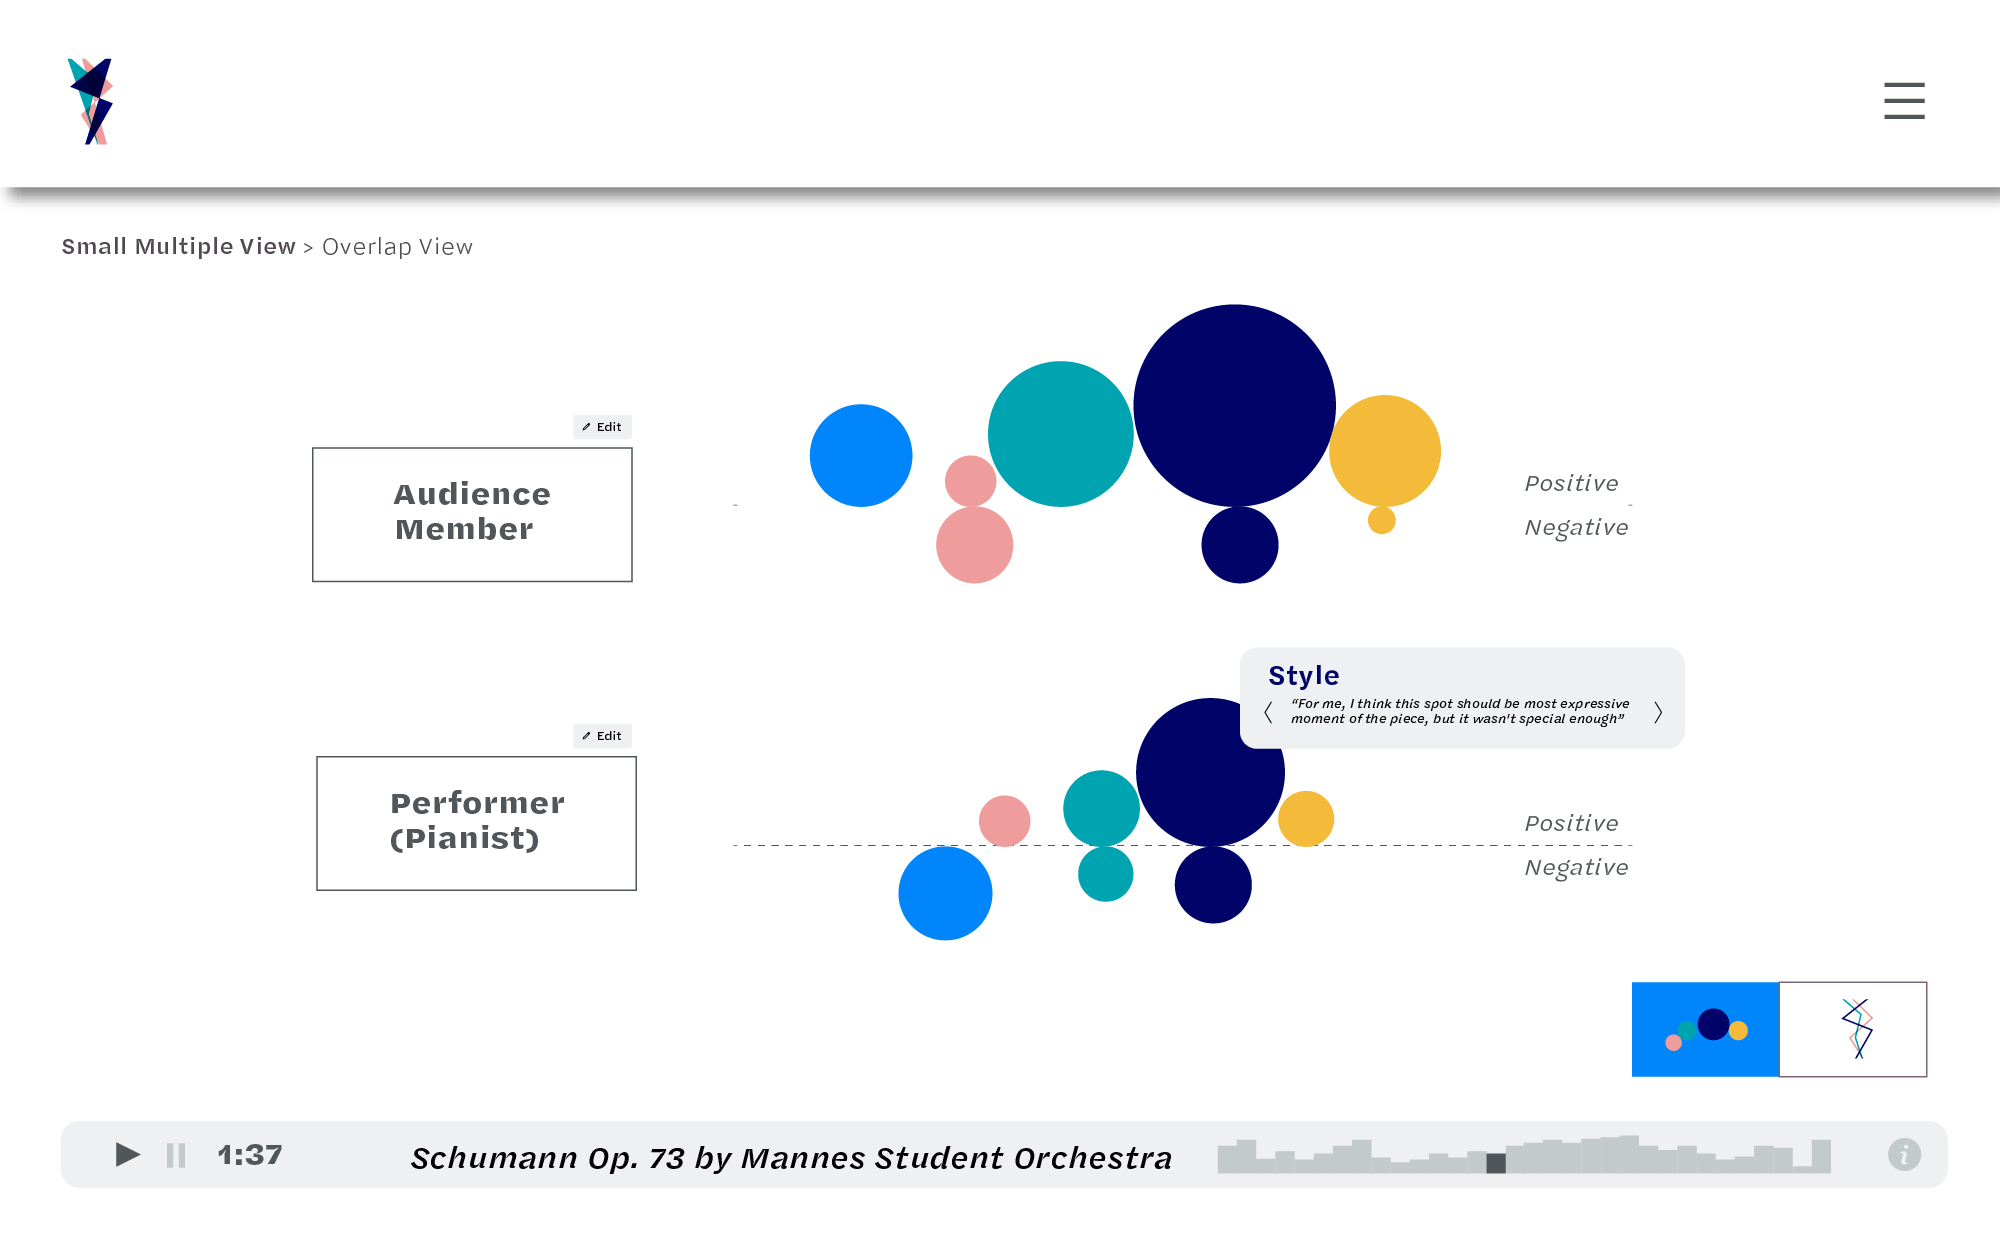 Small Multiple View > Overlap View
Edit
Audience
Member
Positive
Negative
Style
“For me, I think this spot should be most expressive
moment of the piece, but it wasn't special enough”
Edit
Performer
(Pianist)
Positive
Negative
1:37
Schumann Op. 73 by Mannes Student Orchestra
i